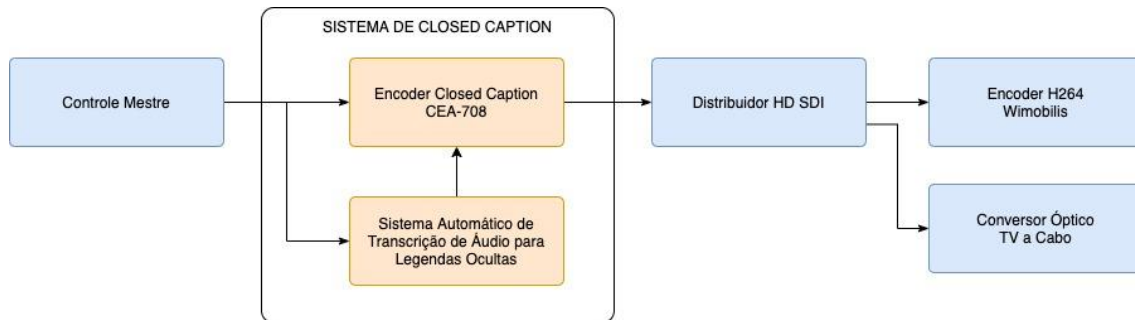 SISTEMA DE CLOSED CAPTION
Controle Mestre
Encoder Closed Caption
CEA-708
Distribuidor HD SDI
Encoder H264
Wimobilis
Sistema Automático de
Transcrição de Áudio para
Legendas Ocultas
Conversor Óptico
TV a Cabo